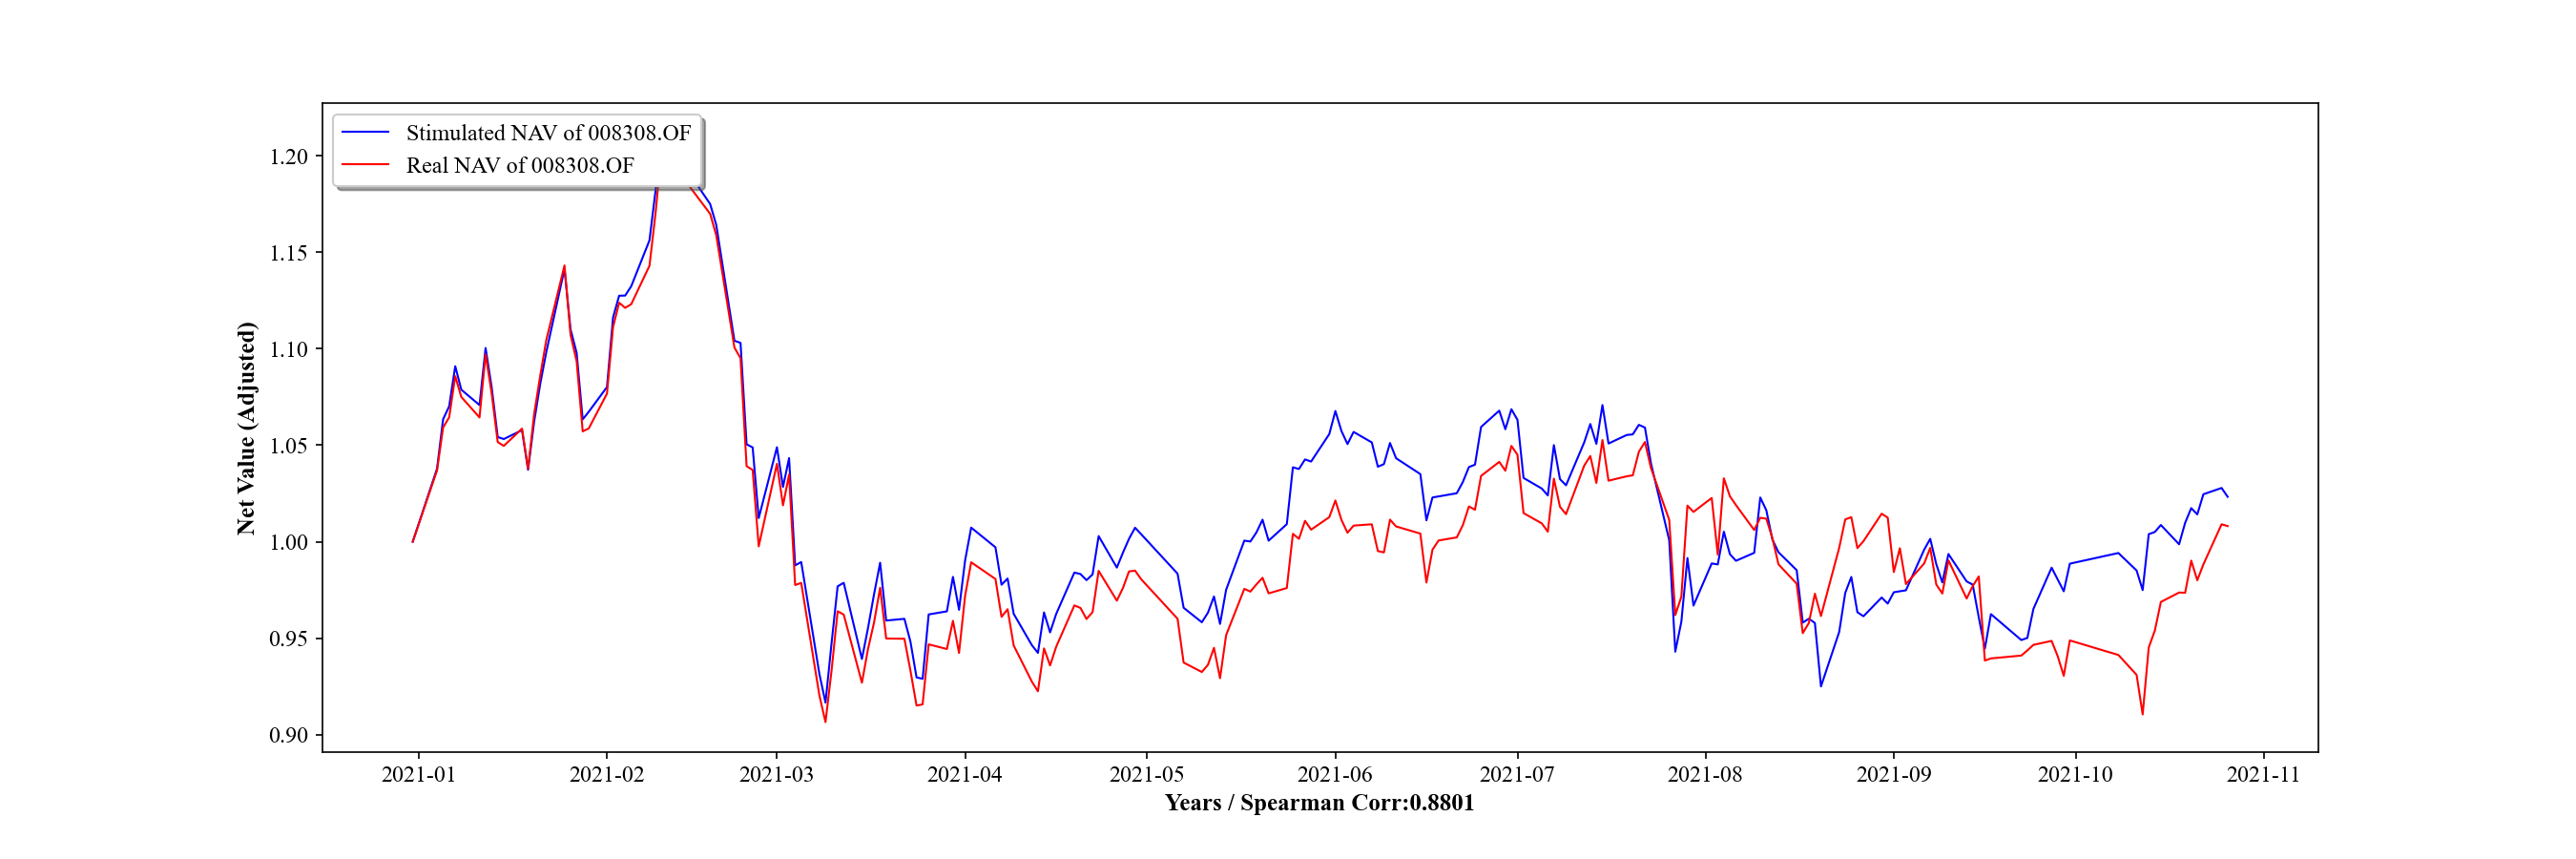 Stimulated NAV of 008308.OF
Real NAV of 008308.OF
1.20
1.15
1.10
1.05
1.00
0.95
0.90
Net Value (Adjusted)
2021-01 2021-02 2021-03 2021-04 2021-05 2021-06 2021-07 2021-08 2021-09 2021-10 2021-11
Years / Spearman Corr:0.8801